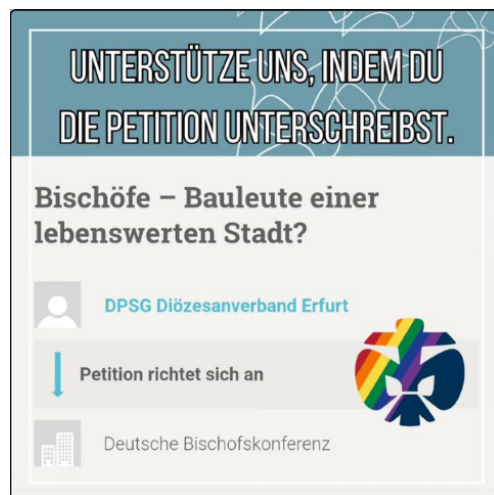 UNTERSTÜTZE UNS, INDEM DU
DIE PETITION UNTERSCHREIBST.
Bischöfe – Bauleute einer
lebenswerten Stadt?
DPSG Diözesanverband Erfurt
Petition richtet sich an
Deutsche Bischofskonferenz